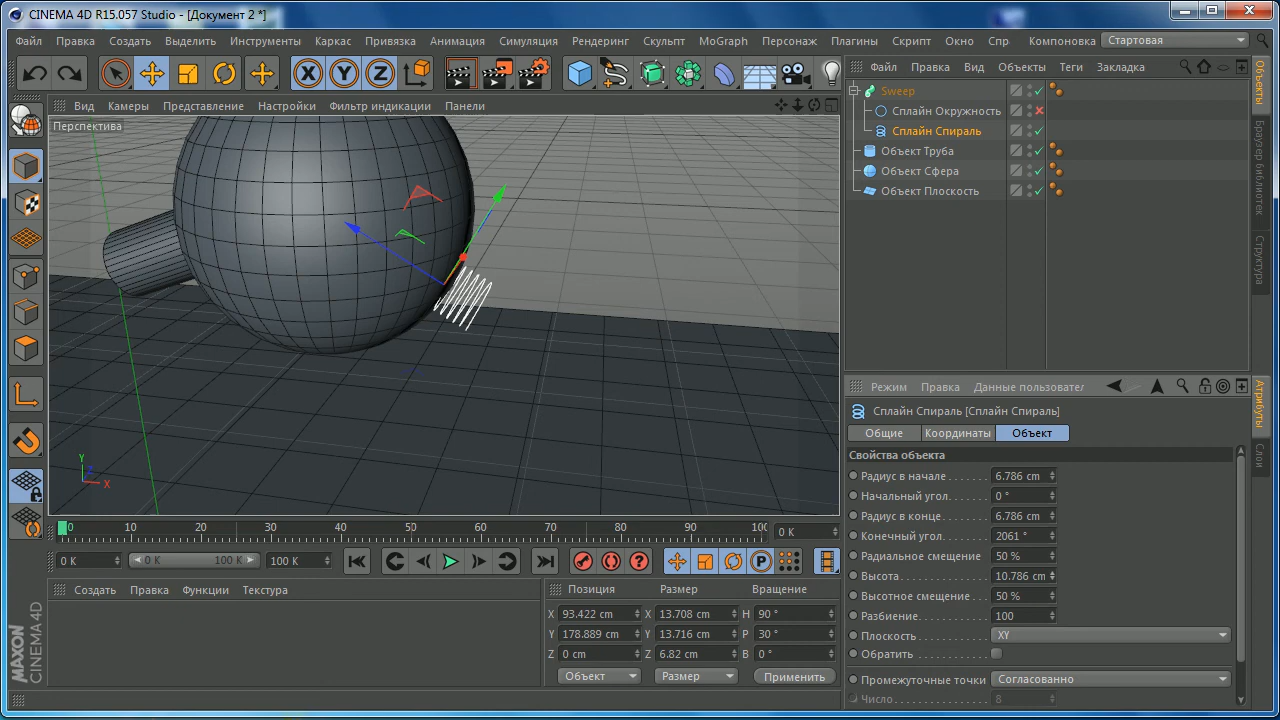 CINEMA 4D R15.057 Studio - [Документ 2 *]
Файл Правка Создать Выделить Инструменты Каркас Привязка Анимация Симуляция Рендеринг Скульпт MoGraph Персонаж Плагины Скрипт Окно Спр Компоновка Стартовая
X Y Z
Файл Правка Вид Объекты Теги Закладка
Sweep
Сплайн Окружность
Сплайн Спираль
Объект Труба
Объект Сфера
Объект Плоскость
Объекты
Браузер библиотек
Структура
Вид Камеры Представление Настройки Фильтр индикации Панели
Перспектива
Y
Z
X
Режим Правка Данные пользовател
Атрибуты
Слои
Сплайн Спираль [Сплайн Спираль]
Общие Координаты Объект
Свойства объекта
Радиус в начале 6.786 cm
Начальный угол 0 °
Радиус в конце 6.786 cm
Конечный угол 2061 °
Радиальное смещение 50 %
Высота 10.786 cm
Высотное смещение 50 %
Разбиение 100
Плоскость XY
Обратить
Промежуточные точки Согласованно
Число 8
0 10 20 30 40 50 60 70 80 90 100 0 K
0 K 0 K 100 K 100 K
P
Создать Правка Функции Текстура
Позиция Размер Вращение
X 93.422 cm X 13.708 cm H 90 °
Y 178.889 cm Y 13.716 cm P 30 °
Z 0 cm Z 6.82 cm B 0 °
Объект Размер Применить
MAXON
CINEMA 4D